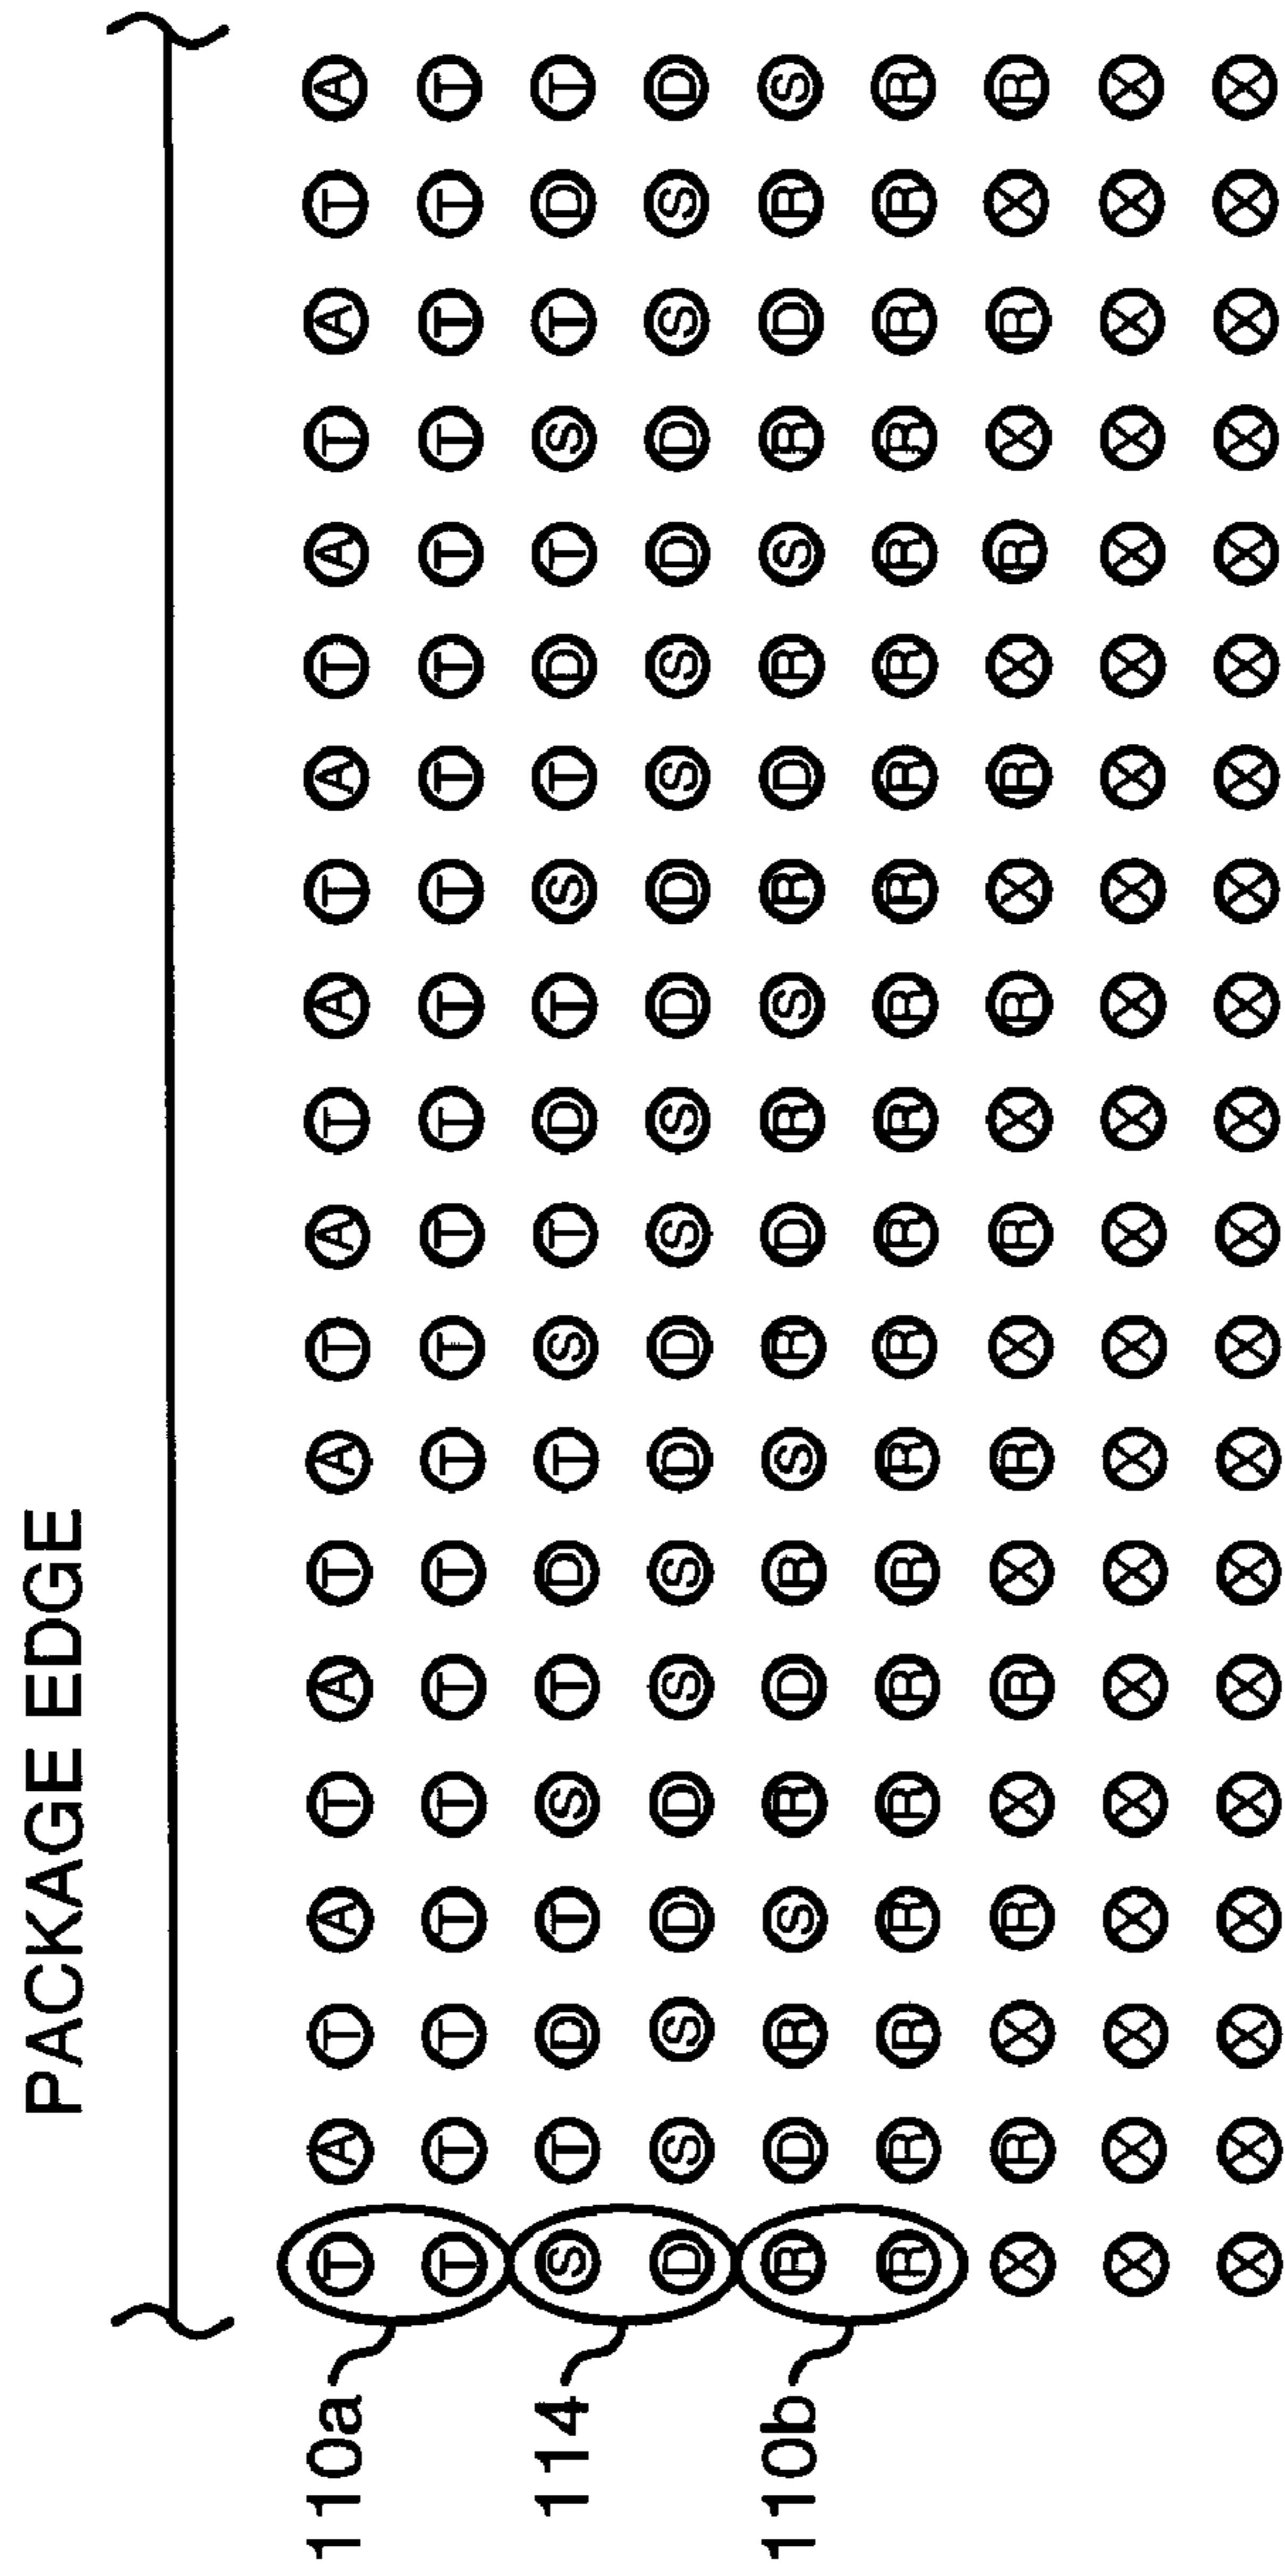 PACKAGE EDGE
110a T A T A T A T A T A T A T A T A T A T A
T T T T T T T T T T T T T T T T T T T T
114 S T D T S T D T S T D T S T D T S T D T
D S S D D S S D D S S D D S S D D S S D
110b R D R S R D R S R D R S R D R S R D R S
R R R R R R R R R R R R R R R R R R R R
X R X R X R X R X R X R X R X R X R X R
X X X X X X X X X X X X X X X X X X X X
X X X X X X X X X X X X X X X X X X X X